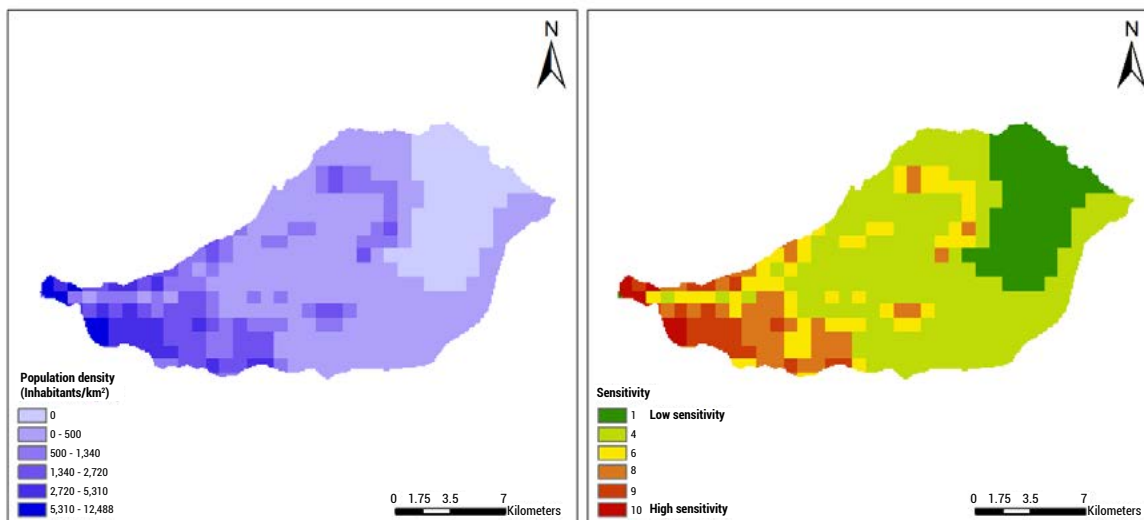 N
Population density
(Inhabitants/km²)
0
0 - 500
500 - 1,340
1,340 - 2,720
2,720 - 5,310
5,310 - 12,488
0 1.75 3.5 7
Kilometers
N
Sensitivity
1 Low sensitivity
4
6
8
9
10 High sensitivity
0 1.75 3.5 7
Kilometers